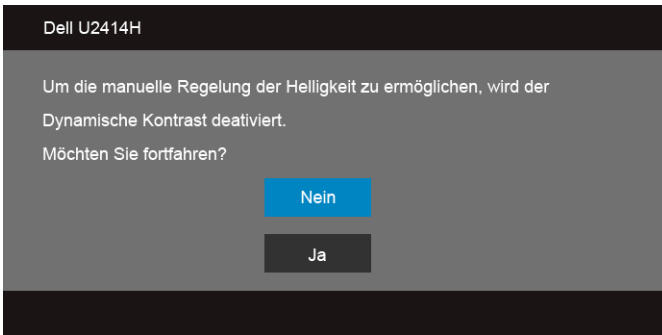 Dell U2414H
Um die manuelle Regelung der Helligkeit zu ermöglichen, wird der
Dynamische Kontrast deativiert.
Möchten Sie fortfahren?
Nein
Ja